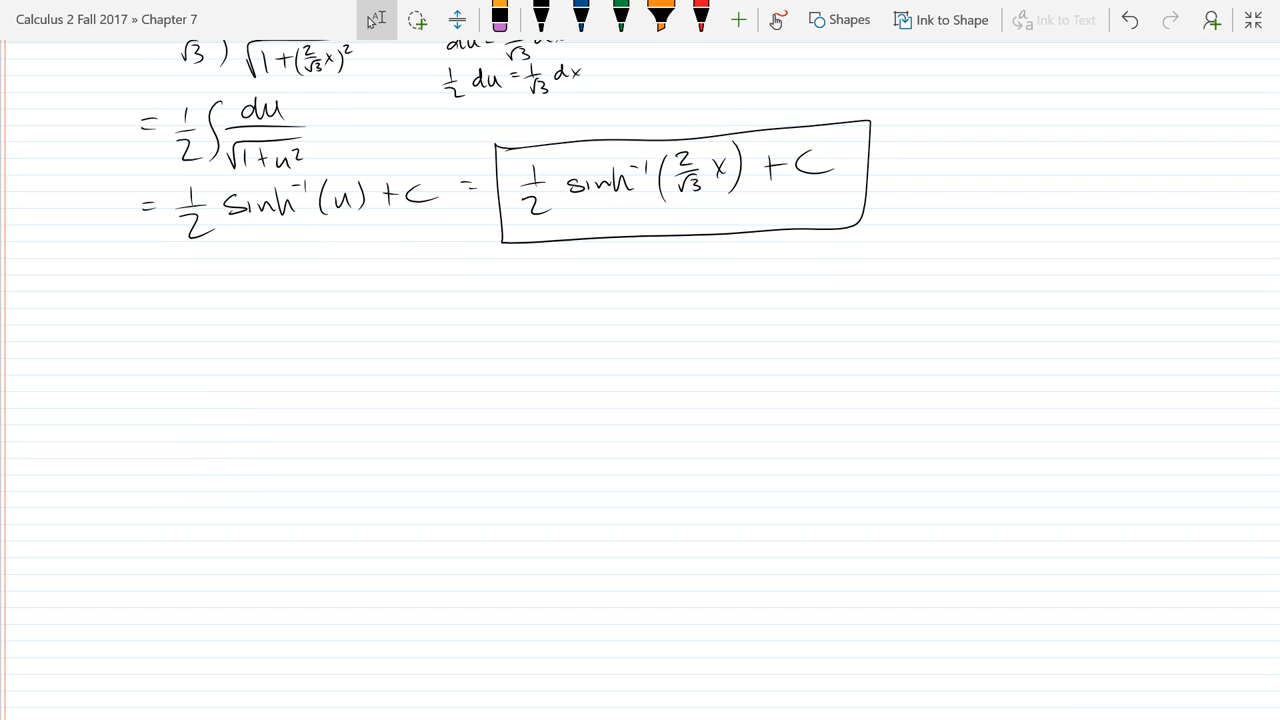 Calculus 2 Fall 2017 » Chapter 7
Shapes
Ink to Shape
Ink to Text
√3 ) √1+(2/√3 x)²
du =
√3
1/2 du = 1/√3 dx
= 1/2 ∫ du/√1+u²
= 1/2 sinh⁻¹(u) + C = 1/2 sinh⁻¹(2/√3 x) + C